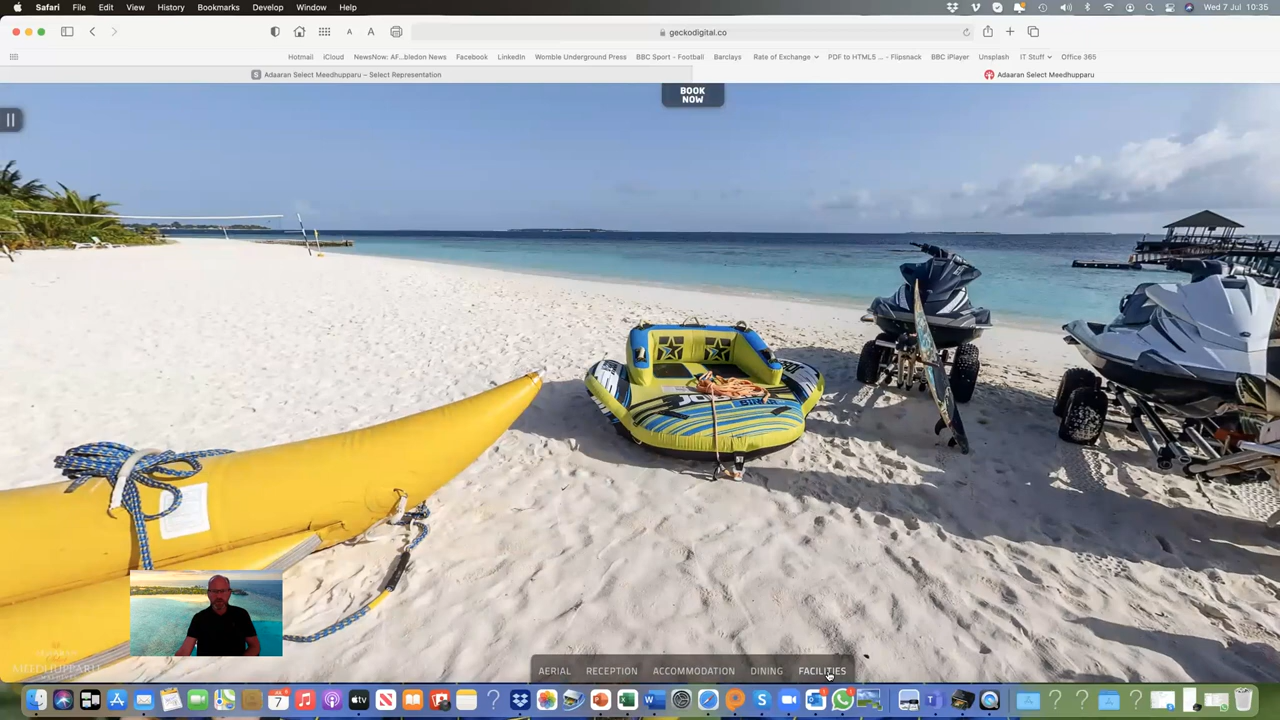 Safari File Edit View History Bookmarks Develop Window Help Wed 7 Jul 10:35
A A geckodigital.co
Hotmail iCloud NewsNow: AF...bledon News Facebook LinkedIn Womble Underground Press BBC Sport - Football Barclays Rate of Exchange PDF to HTML5 ... - Flipsnack BBC iPlayer Unsplash IT Stuff Office 365
S Adaaran Select Meedhupparu – Select Representation Adaaran Select Meedhupparu
BOOK
NOW
MEEDHUPPARU
AERIAL RECEPTION ACCOMMODATION DINING FACILITIES